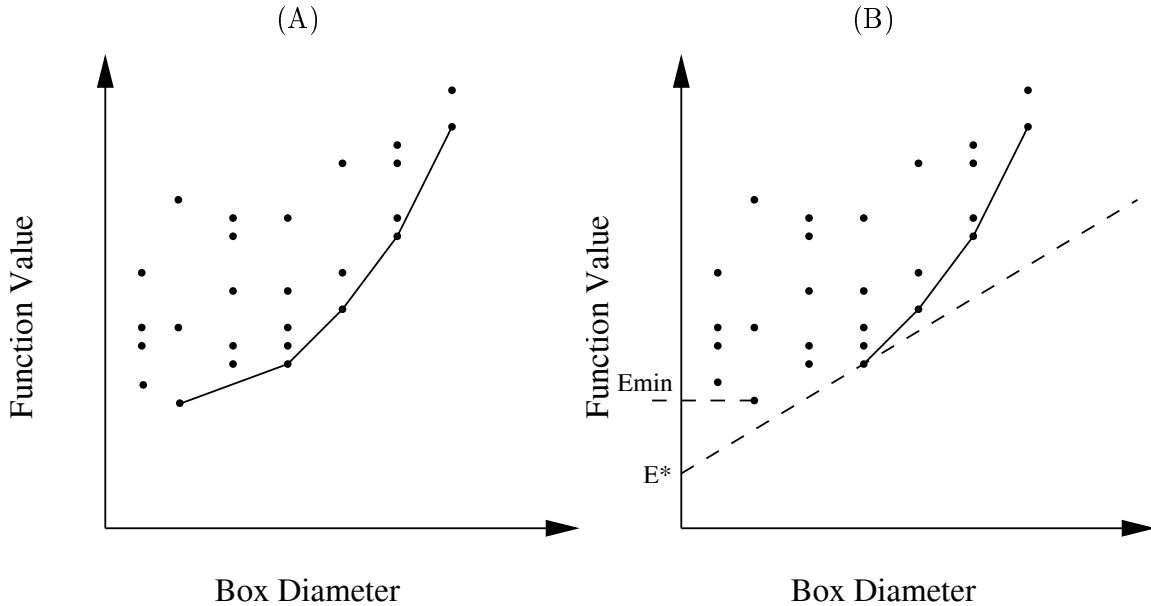 (A)
Function Value
Box Diameter
(B)
Function Value
Emin
E*
Box Diameter